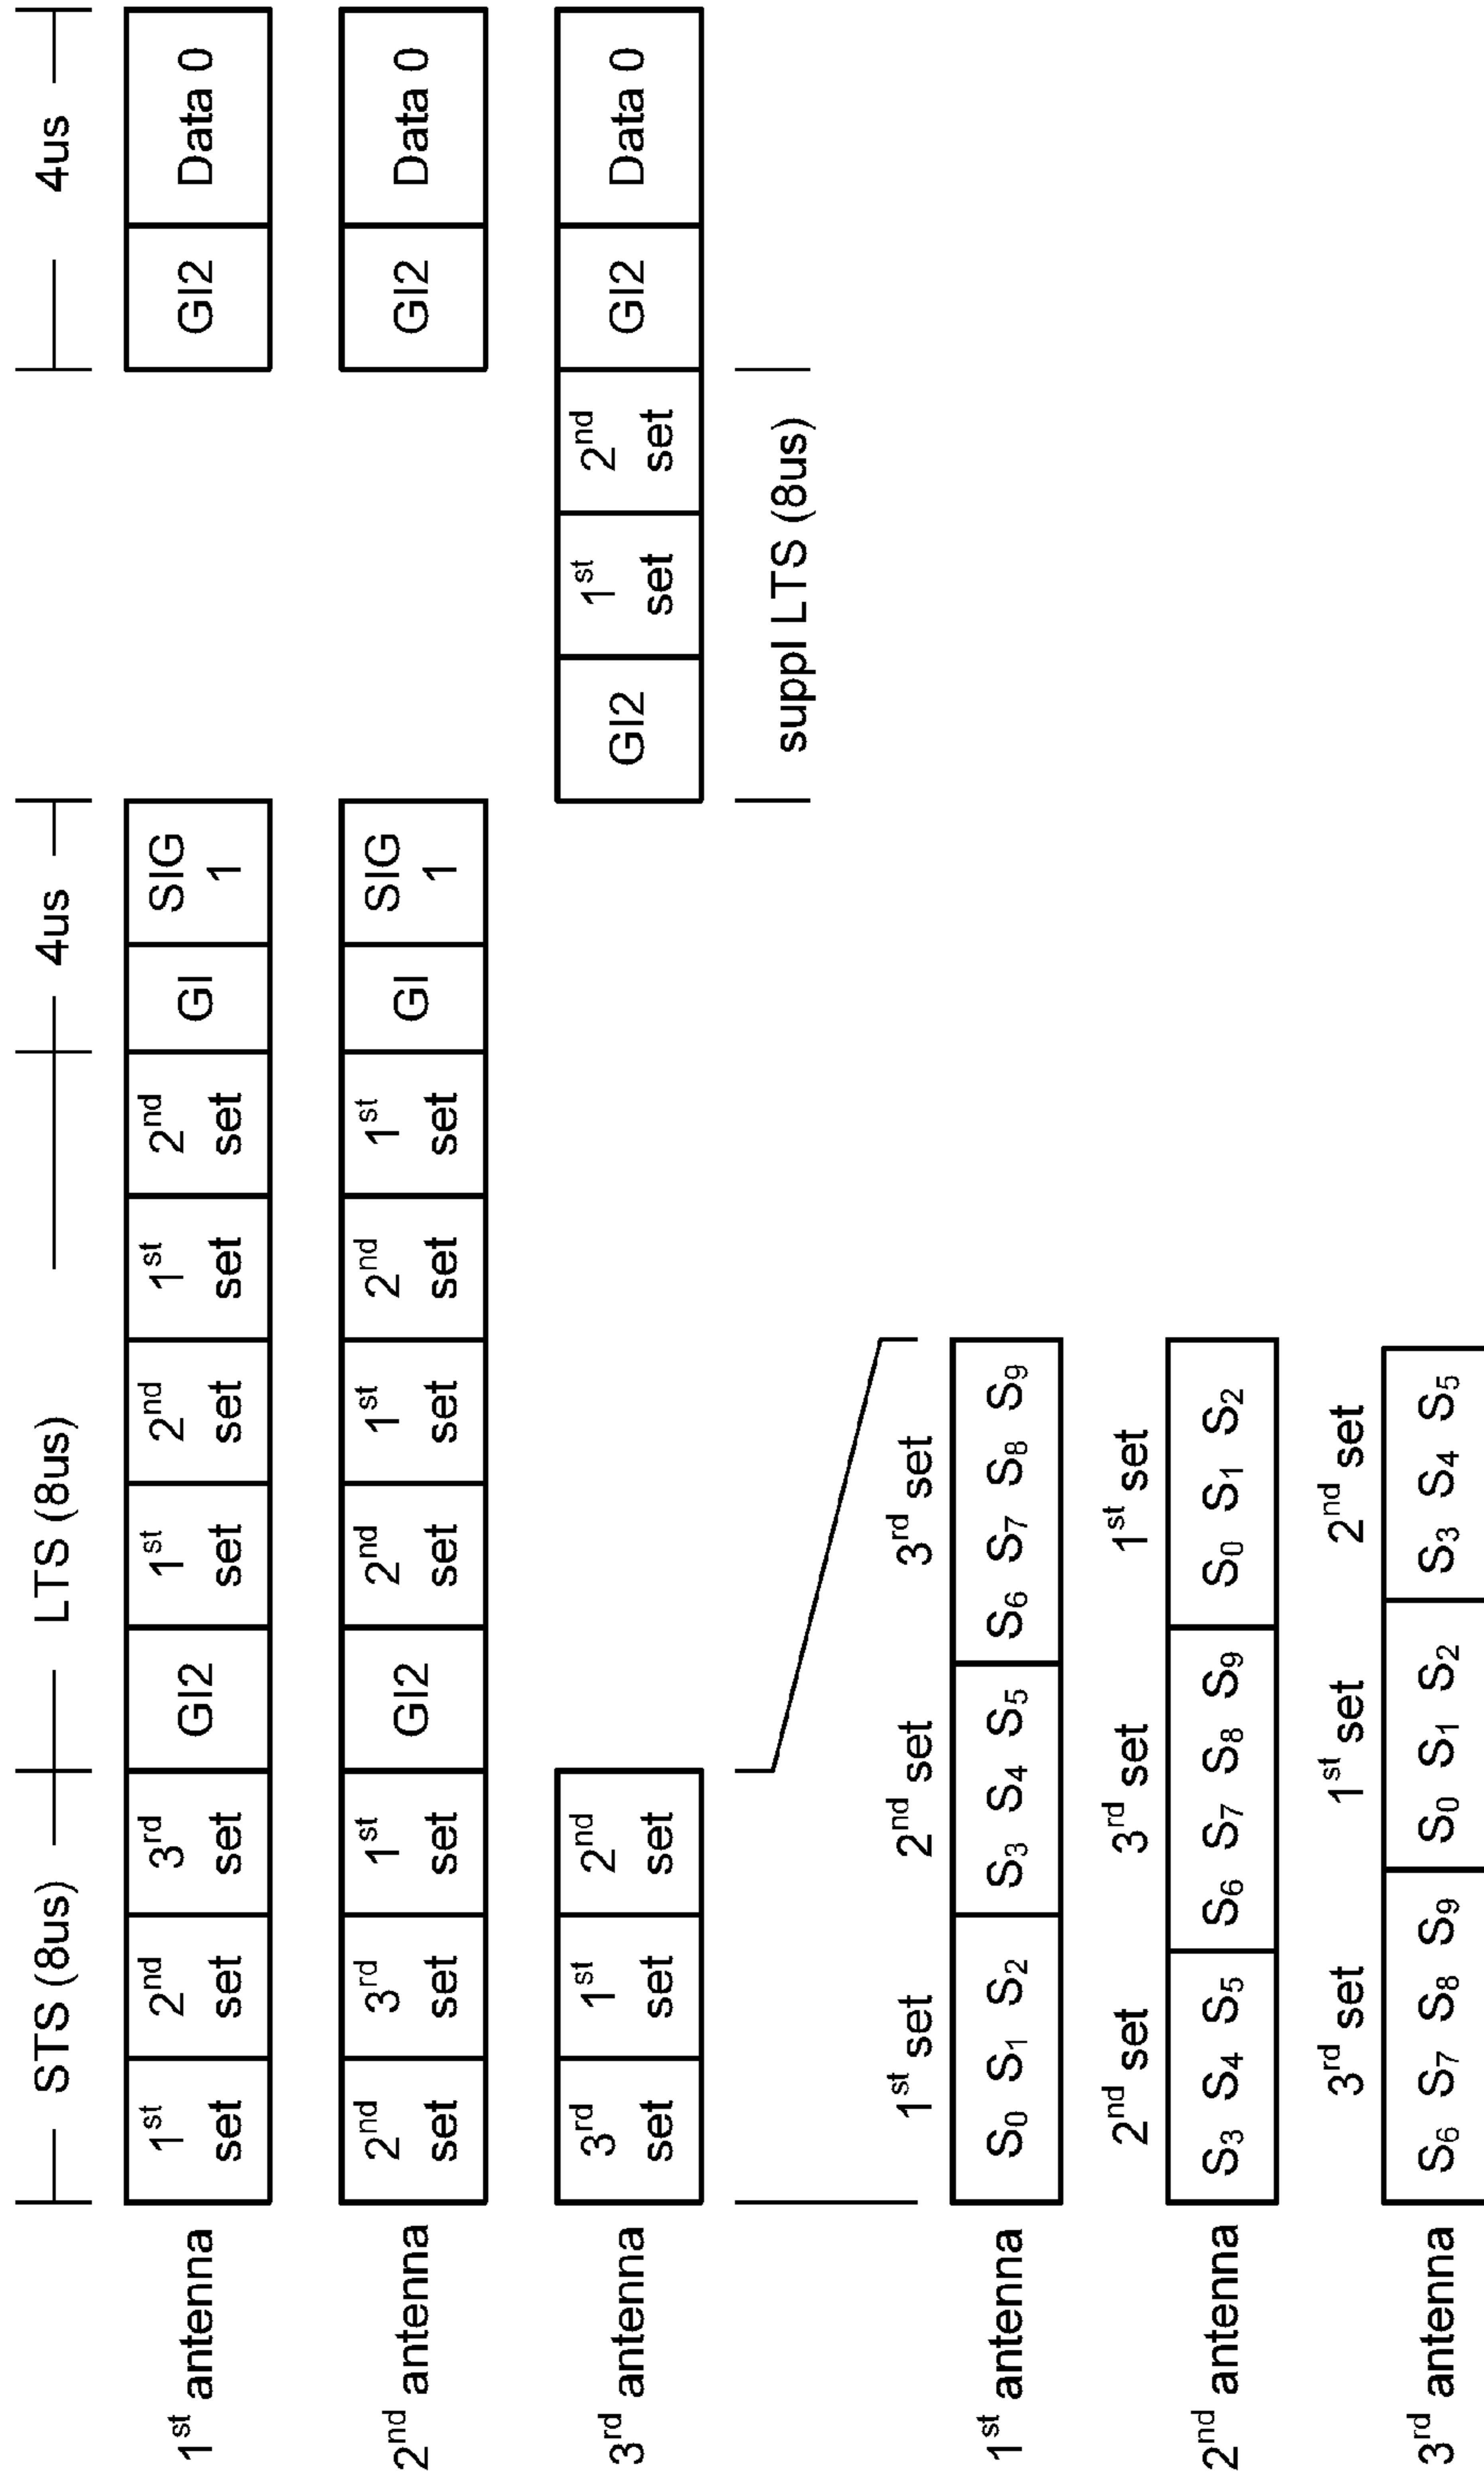 STS (8us) LTS (8us) 4us 4us
1st antenna 1st set 2nd set 3rd set GI2 1st set 2nd set 1st set 2nd set GI SIG 1 GI2 Data 0
2nd antenna 2nd set 3rd set 1st set GI2 2nd set 1st set 2nd set 1st set GI SIG 1 GI2 Data 0
3rd antenna 3rd set 1st set 2nd set GI2 1st set 2nd set GI2 Data 0
suppl LTS (8us)
1st set 2nd set 3rd set
1st antenna S0 S1 S2 S3 S4 S5 S6 S7 S8 S9
2nd set 3rd set 1st set
2nd antenna S3 S4 S5 S6 S7 S8 S9 S0 S1 S2
3rd set 1st set 2nd set
3rd antenna S6 S7 S8 S9 S0 S1 S2 S3 S4 S5